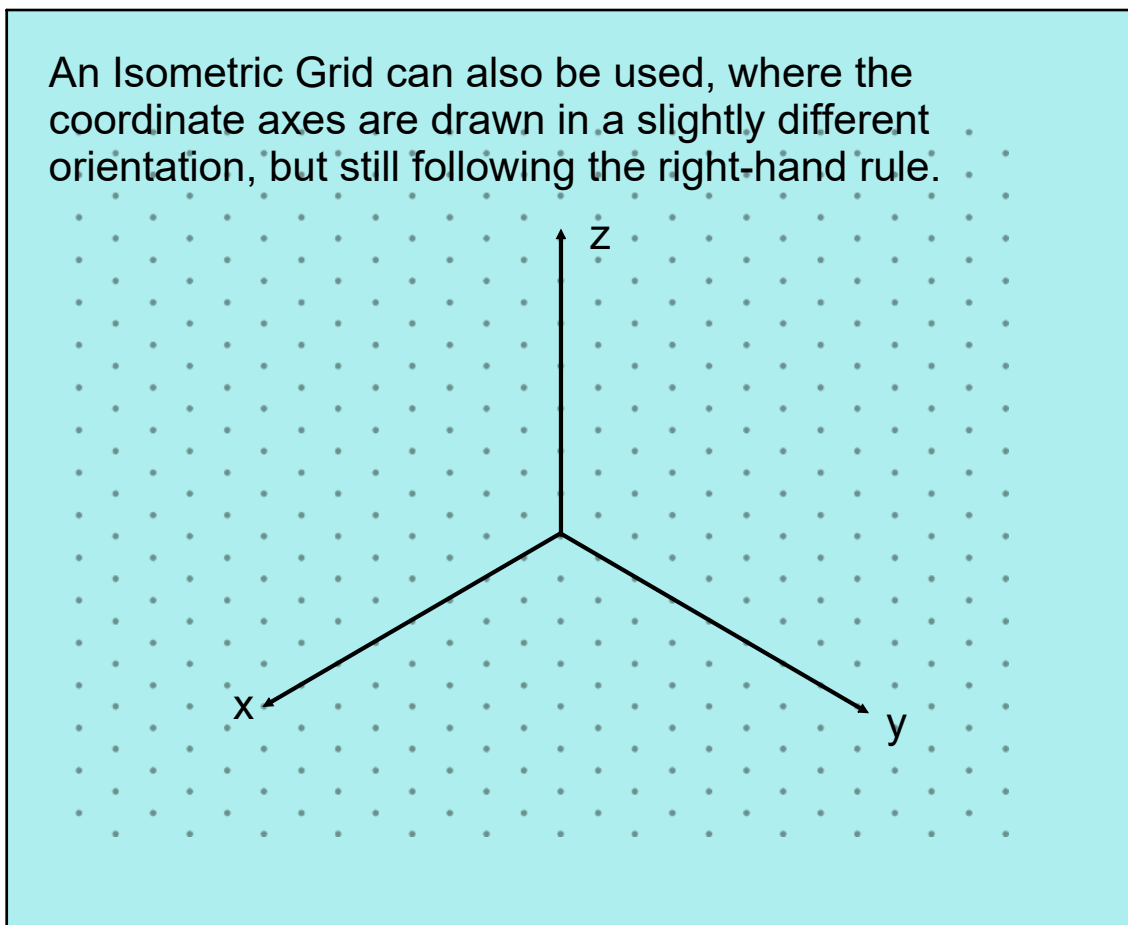 An Isometric Grid can also be used, where the
coordinate axes are drawn in a slightly different
orientation, but still following the right-hand rule.
z
x
y